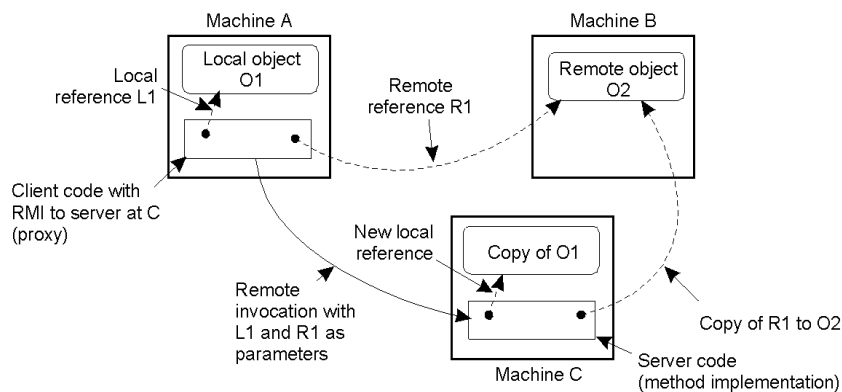 Machine A
Machine B
Local object
O1
Local
reference L1
Remote
reference R1
Remote object
O2
Client code with
RMI to server at C
(proxy)
New local
reference
Copy of O1
Remote
invocation with
L1 and R1 as
parameters
Copy of R1 to O2
Machine C
Server code
(method implementation)